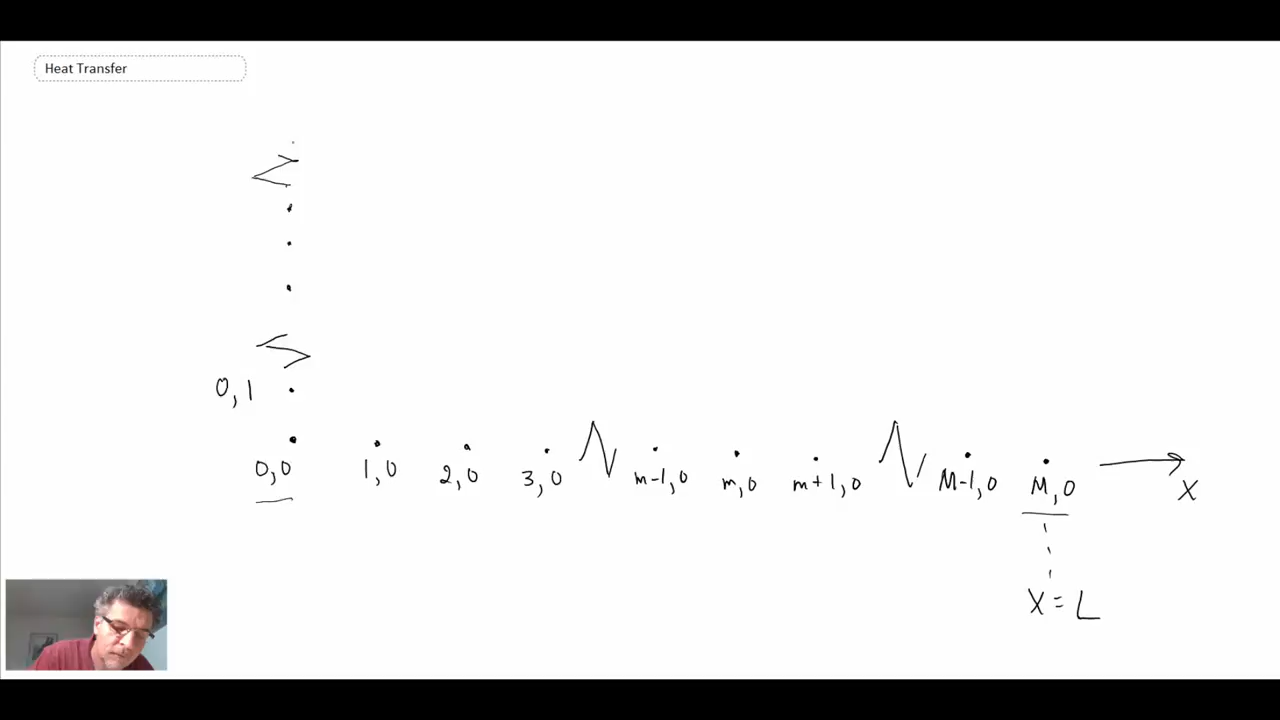 Heat Transfer
0,1
0,0 1,0 2,0 3,0 m-1,0 m,0 m+1,0 M-1,0 M,0
X
X = L